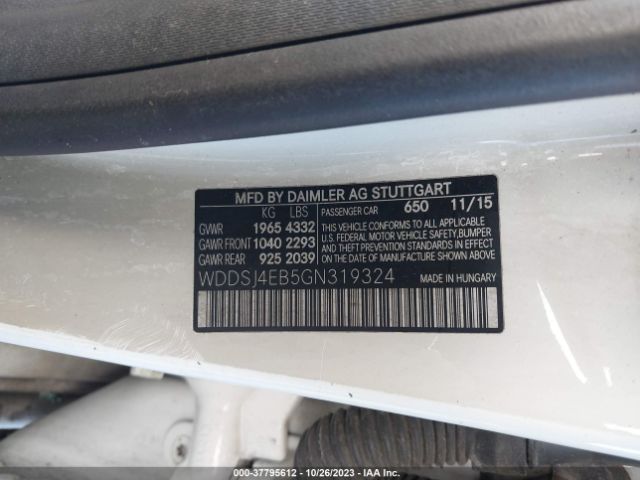 MFD BY DAIMLER AG STUTTGART
KG LBS
PASSENGER CAR 650 11/15
GVWR 1965 4332
GAWR FRONT 1040 2293
GAWR REAR 925 2039
THIS VEHICLE CONFORMS TO ALL APPLICABLE
U.S. FEDERAL MOTOR VEHICLE SAFETY, BUMPER
AND THEFT PREVENTION STANDARDS IN
EFFECT ON THE DATE OF MANUFACTURE
SHOWN ABOVE.
WDDSJ4EB5GN319324
MADE IN HUNGARY
000-37795612 - 10/26/2023 - IAA Inc.